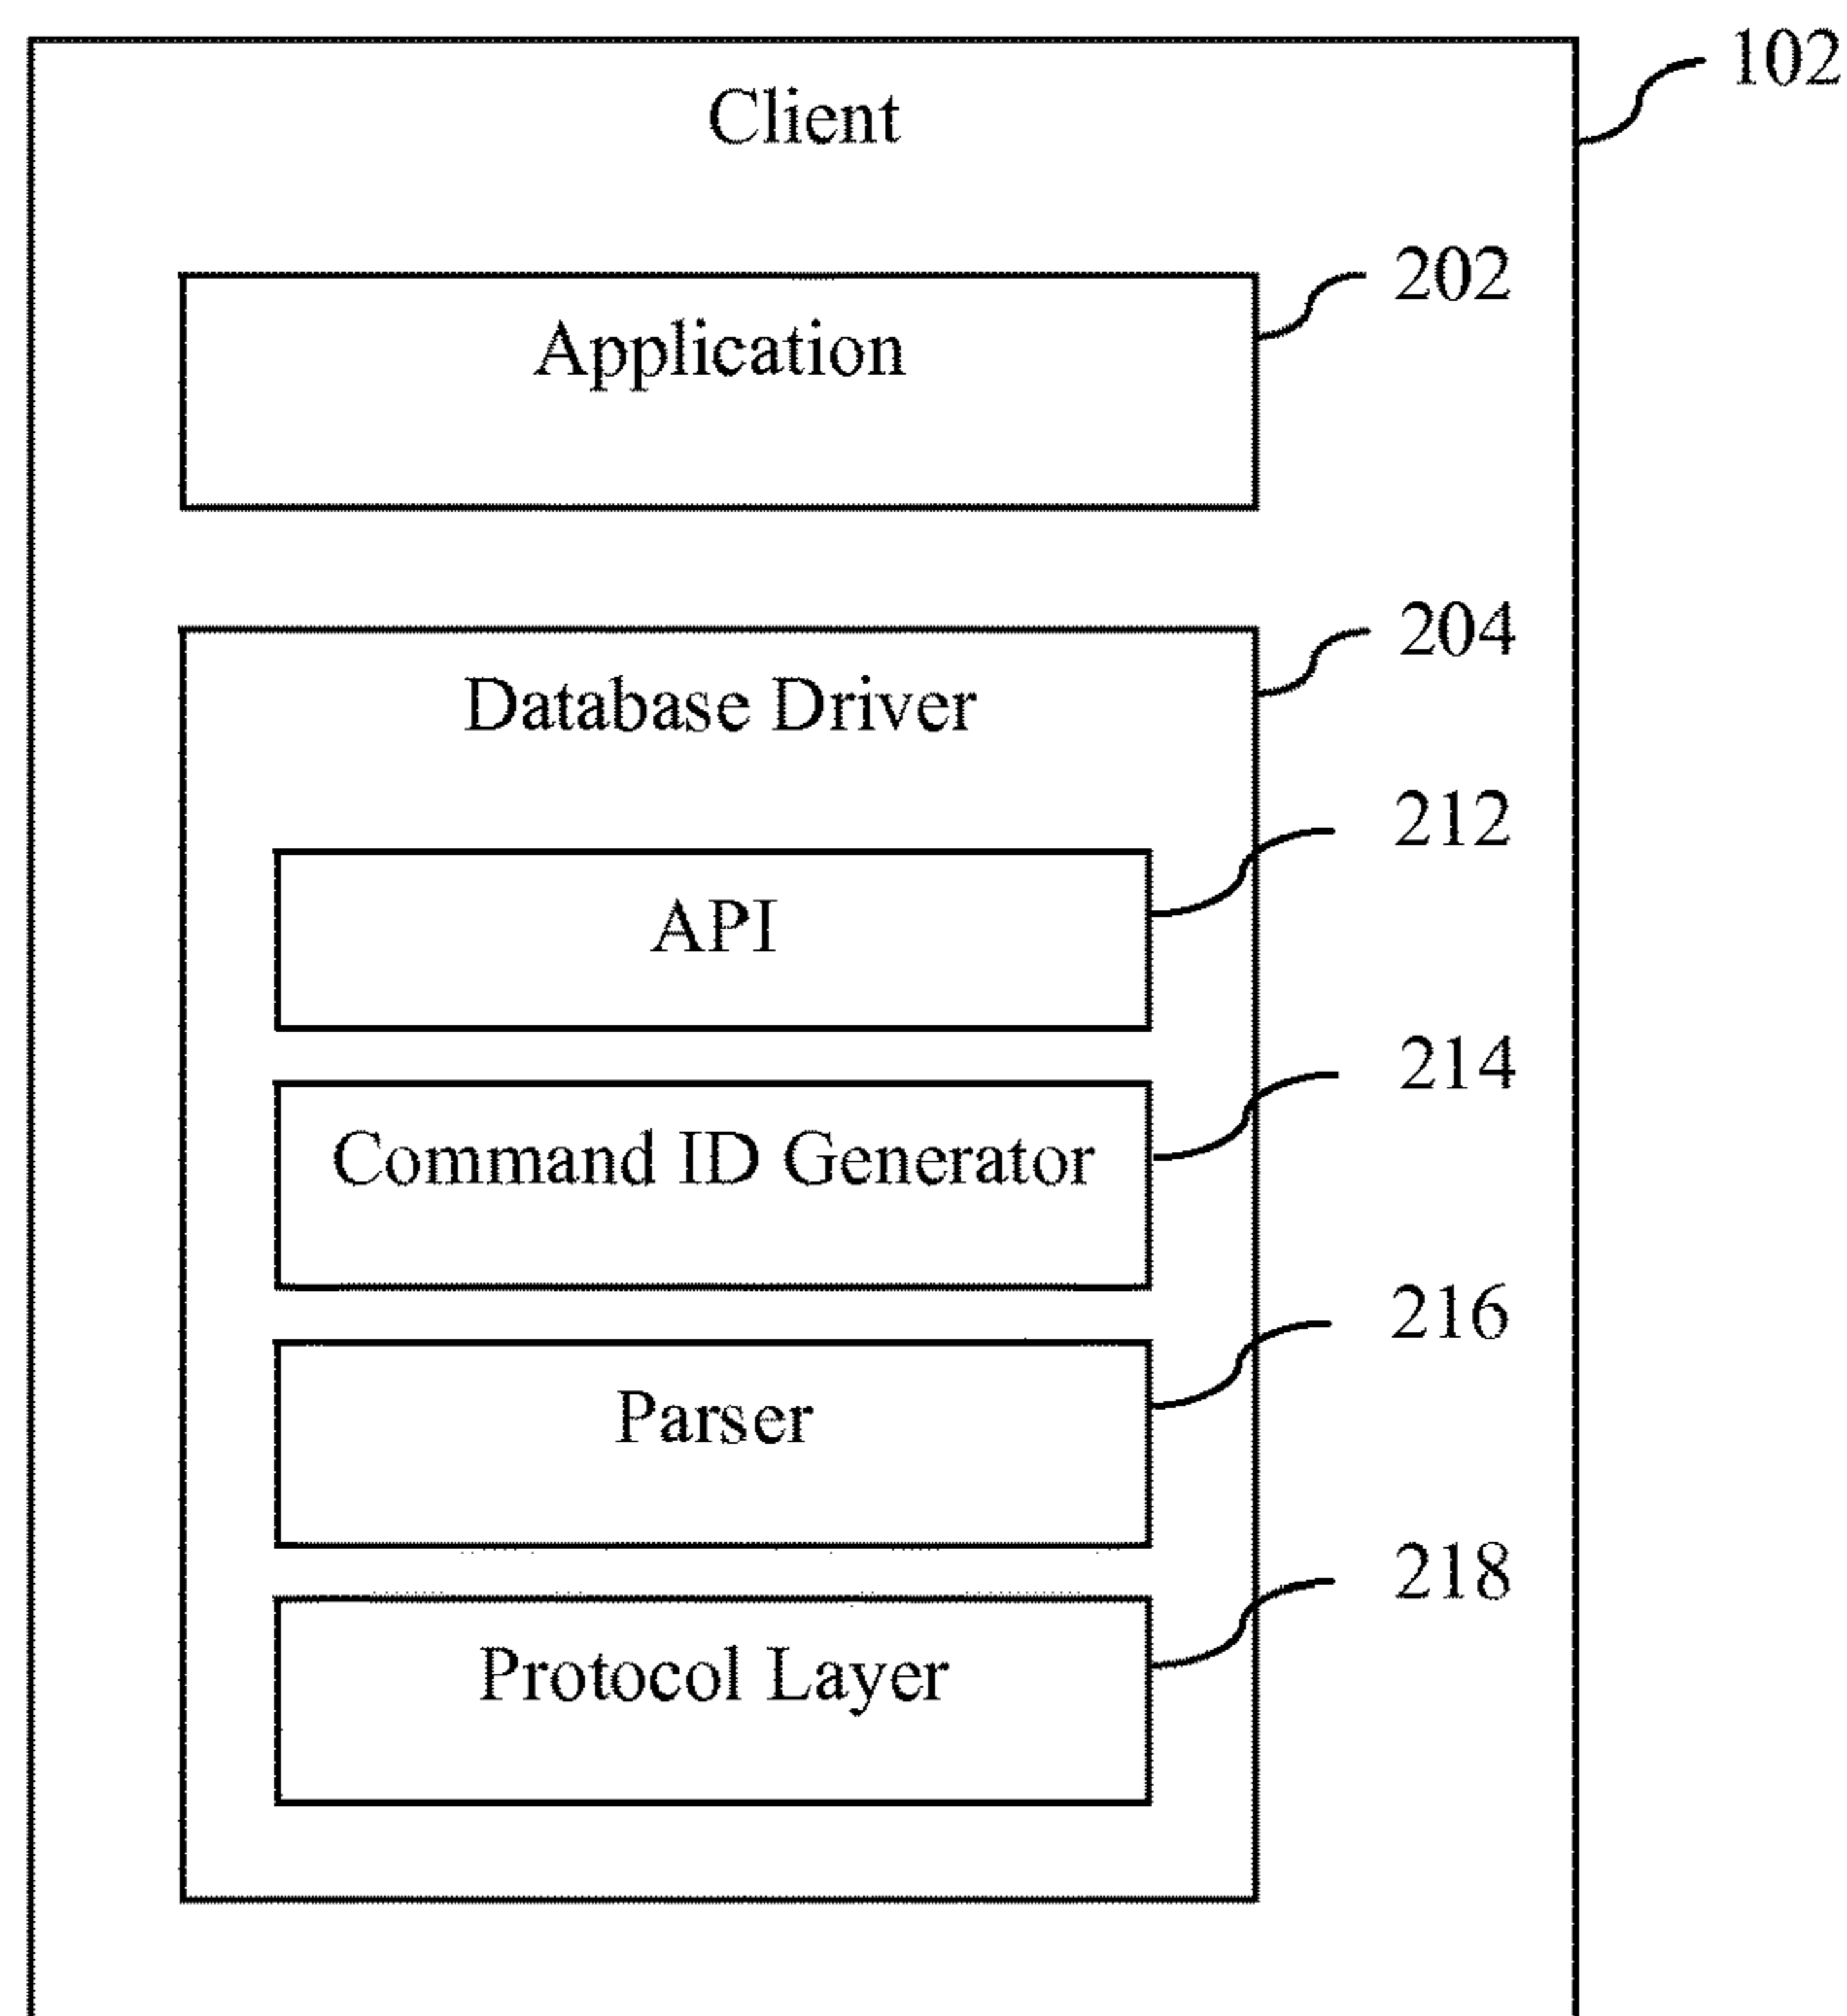 102
Client
202
Application
204
Database Driver
212
API
214
Command ID Generator
216
Parser
218
Protocol Layer